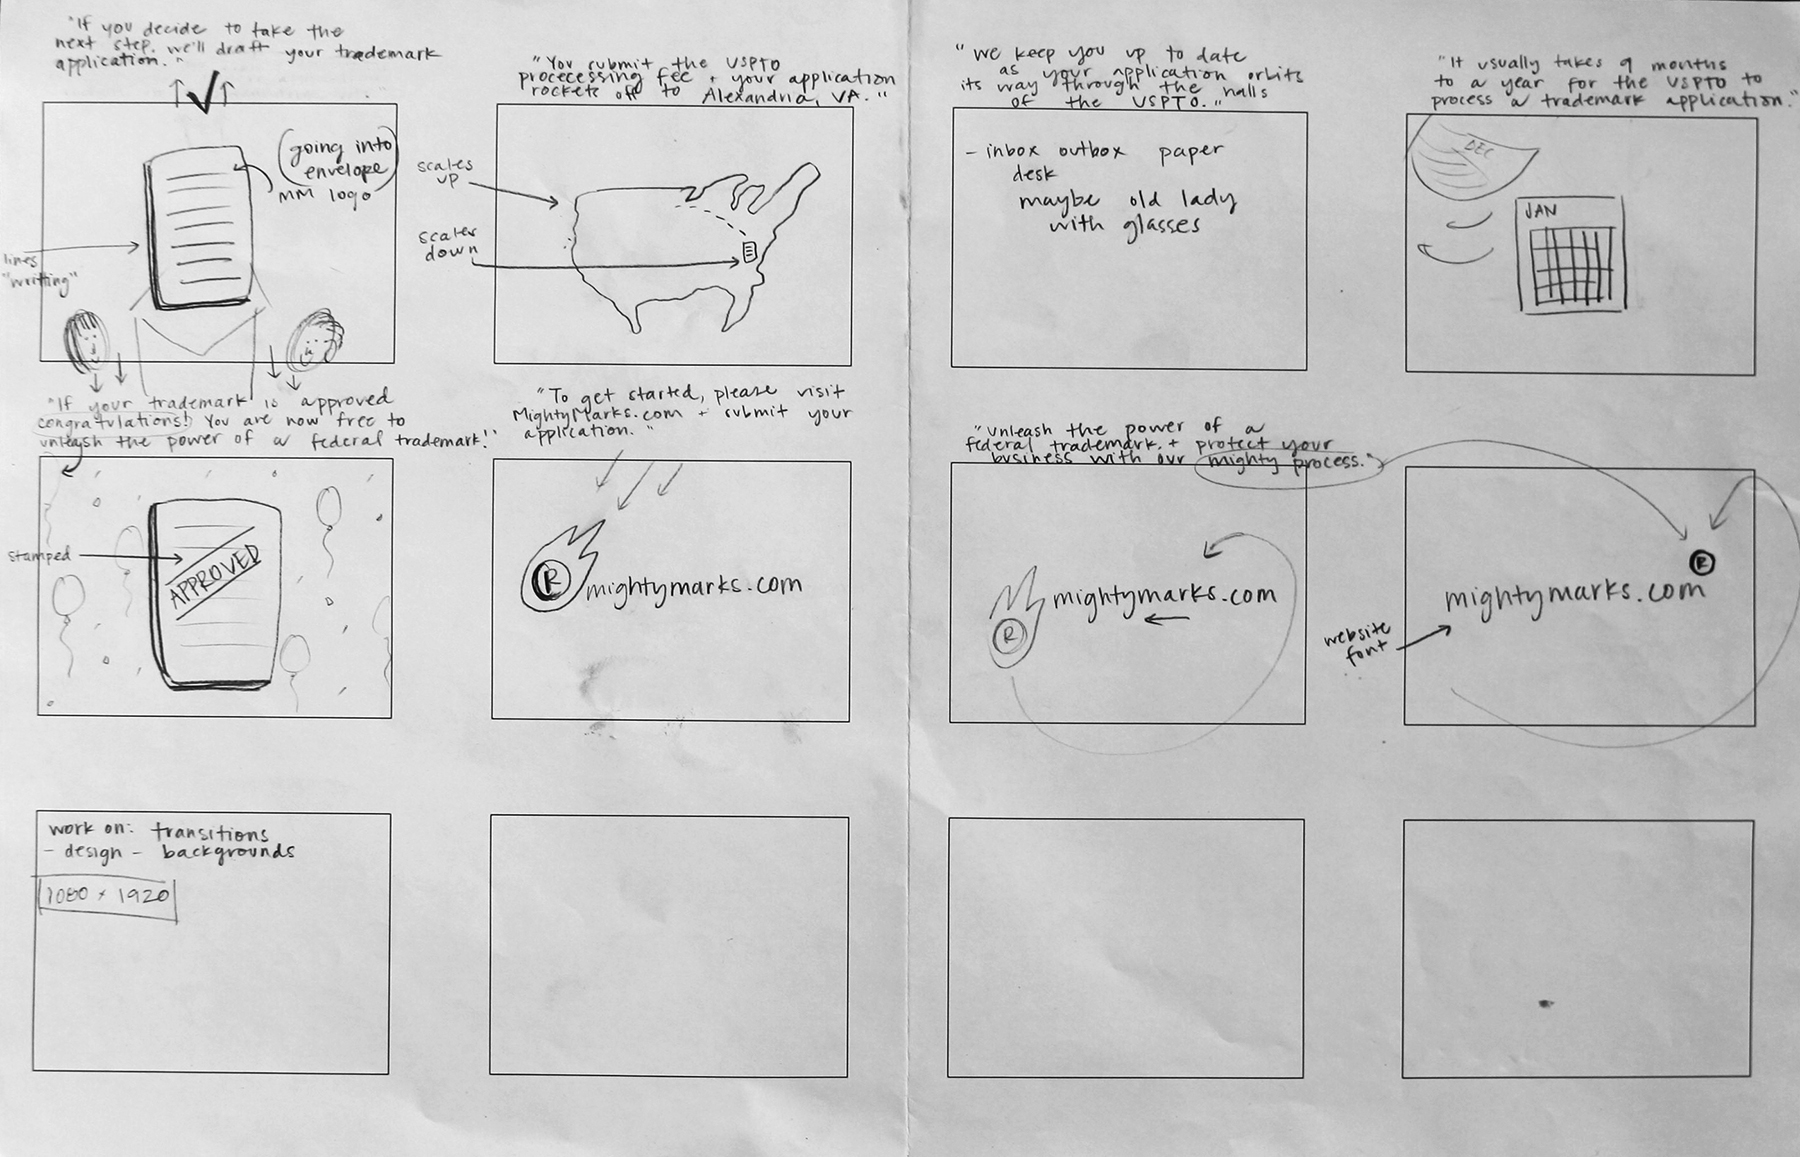 "If you decide to take the
next step, we'll draft your trademark
application."
(going into
envelope)
MM logo
lines
"writting"
"You submit the USPTO
procecessing fee + your application
rockets off to Alexandria, VA."
scales
up
scales
down
"we keep you up to date
as your application orbits
its way through the halls
of the USPTO."
- inbox outbox paper
desk
maybe old lady
with glasses
"It usually takes 9 months
to a year for the USPTO to
process a trademark application."
DEC
JAN
"If your trademark is approved
congratulations! You are now free to
unleash the power of a federal trademark!"
stamped
APPROVED
"To get started, please visit
MightyMarks.com + submit your
application."
R mightymarks.com
"Unleash the power of a
federal trademark + protect your
business with our mighty process."
mightymarks.com
R
R
mightymarks.com
website
font
work on: transitions
- design - backgrounds
1080 x 1920